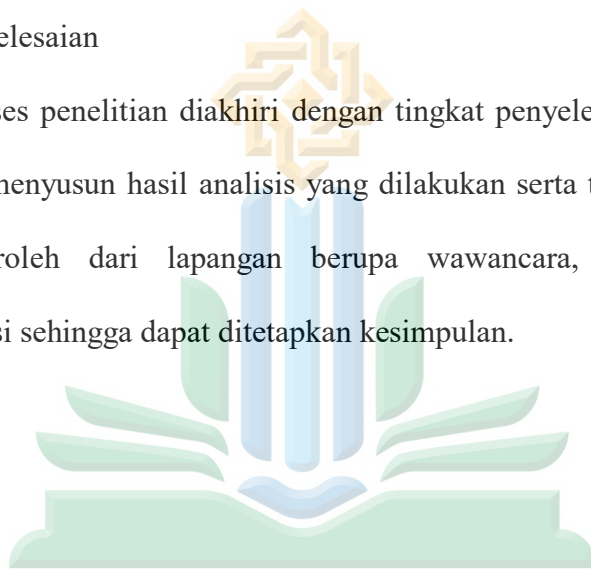 elesaian
ses penelitian diakhiri dengan tingkat penyele
menyusun hasil analisis yang dilakukan serta t
roleh dari lapangan berupa wawancara,
si sehingga dapat ditetapkan kesimpulan.